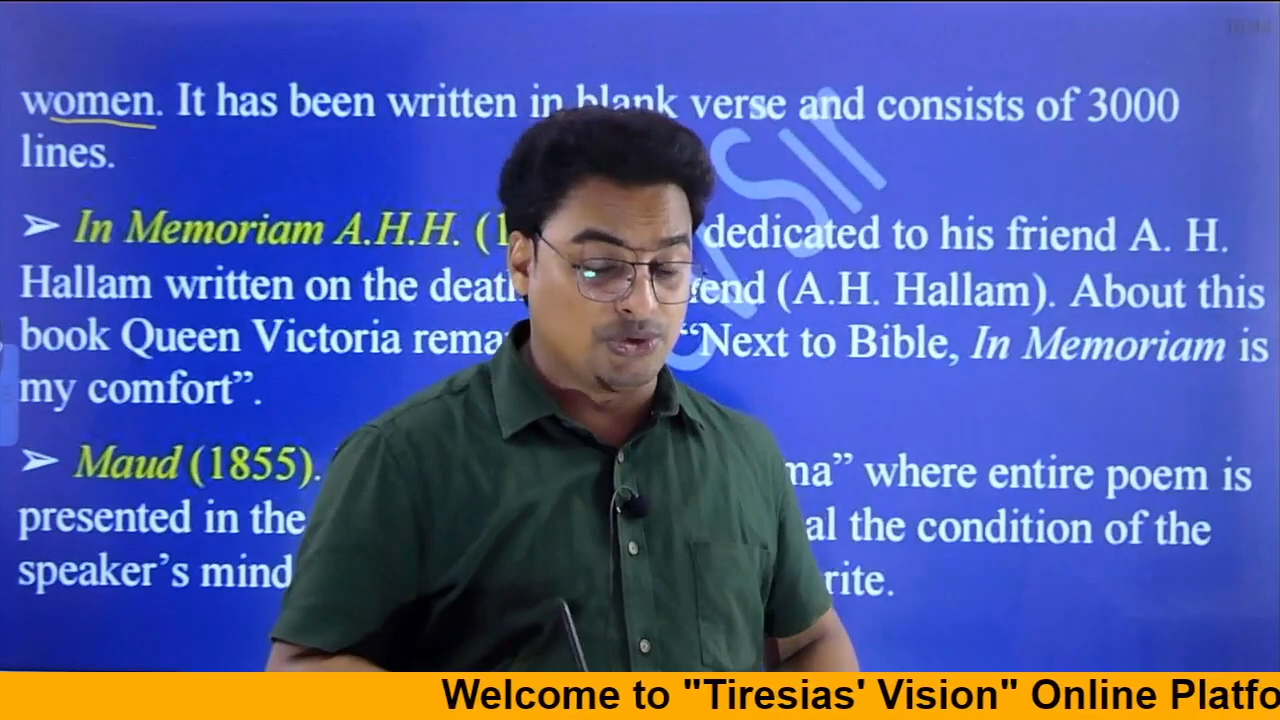 women. It has been written in blank verse and consists of 3000
lines.
➢ In Memoriam A.H.H. (1 dedicated to his friend A. H.
Hallam written on the death end (A.H. Hallam). About this
book Queen Victoria rema “Next to Bible, In Memoriam is
my comfort”.
➢ Maud (1855). ma” where entire poem is
presented in the al the condition of the
speaker’s mind rite.
Sir
Welcome to "Tiresias' Vision" Online Platfo